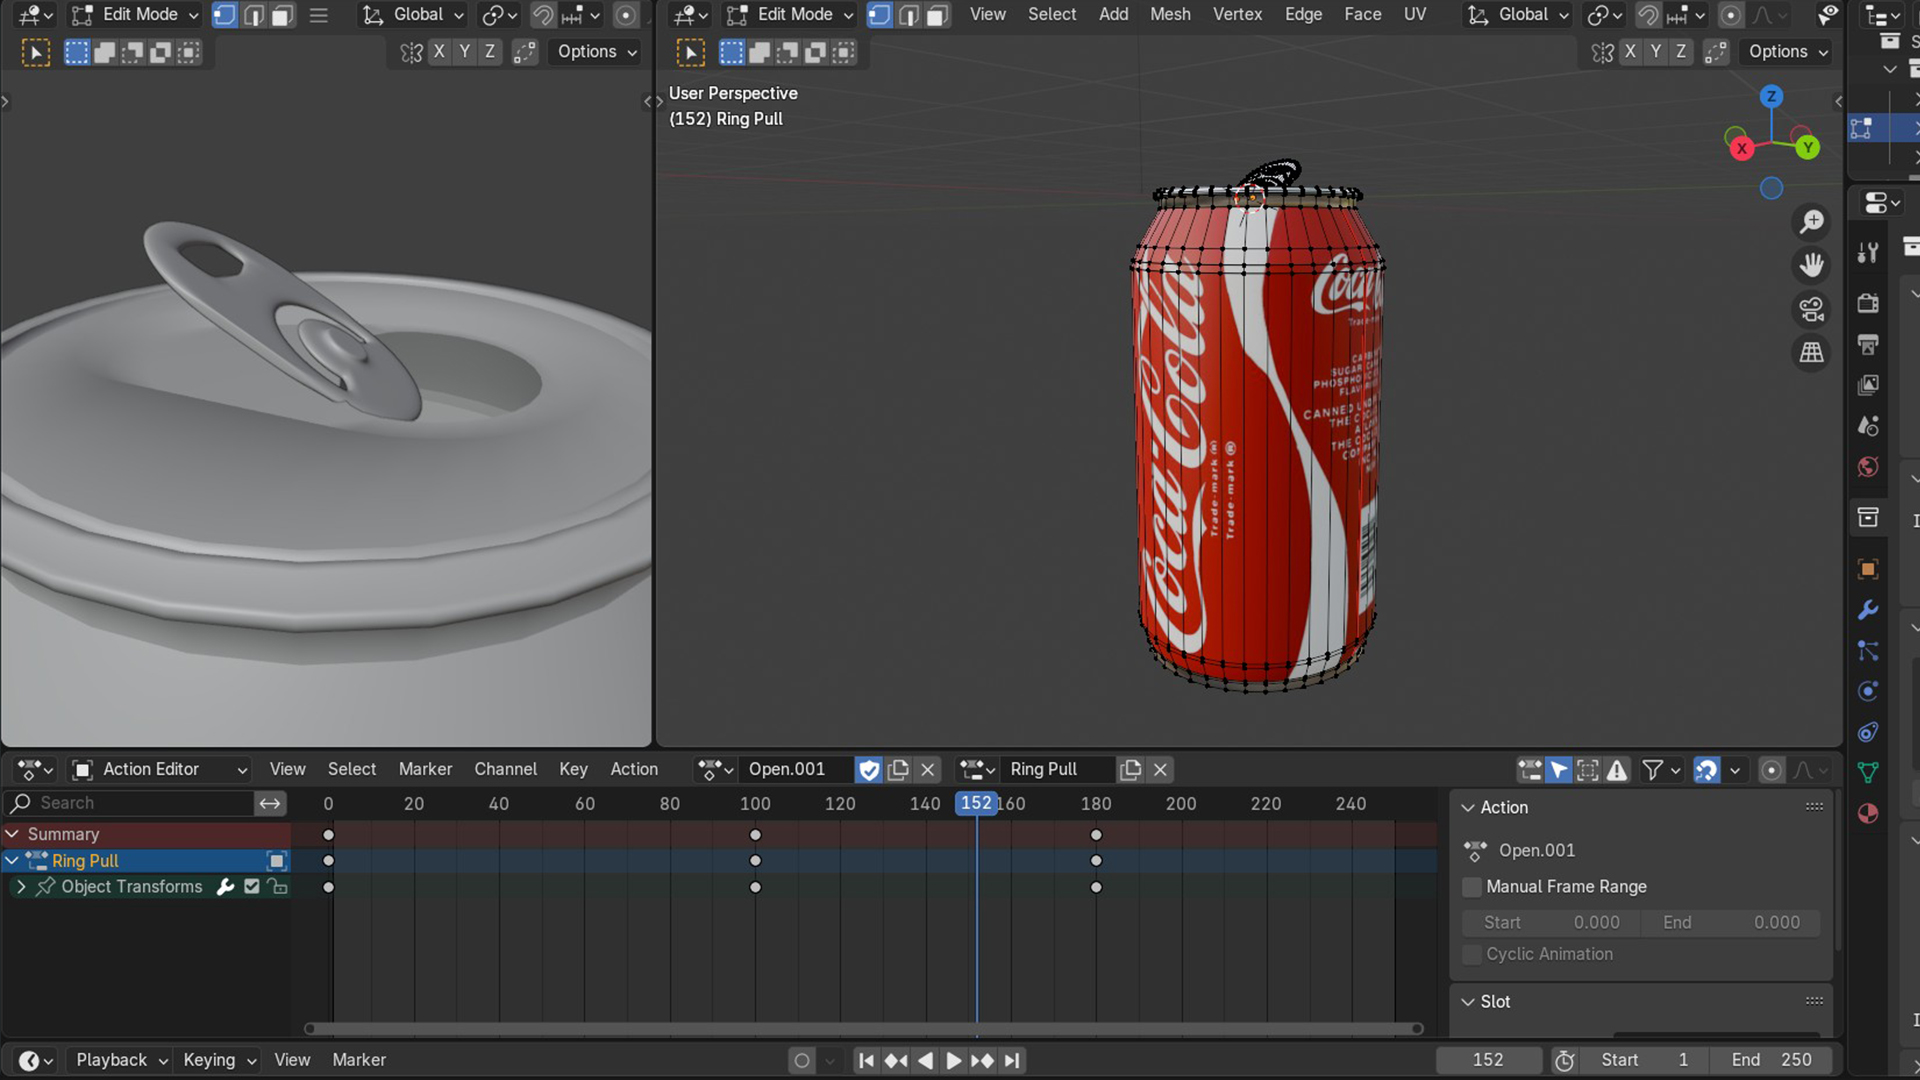 Edit Mode Global
Edit Mode View Select Add Mesh Vertex Edge Face UV Global
X Y Z Options
X Y Z Options
User Perspective
(152) Ring Pull
Z
X
Y
Coca-Cola
Trade-mark ®
Trade-mark ®
CANNED
Action Editor View Select Marker Channel Key Action Open.001 Ring Pull
Search
0 20 40 60 80 100 120 140 152 160 180 200 220 240
Summary
Ring Pull
Object Transforms
Action
Open.001
Manual Frame Range
Start 0.000 End 0.000
Cyclic Animation
Slot
Playback Keying View Marker
152 Start 1 End 250